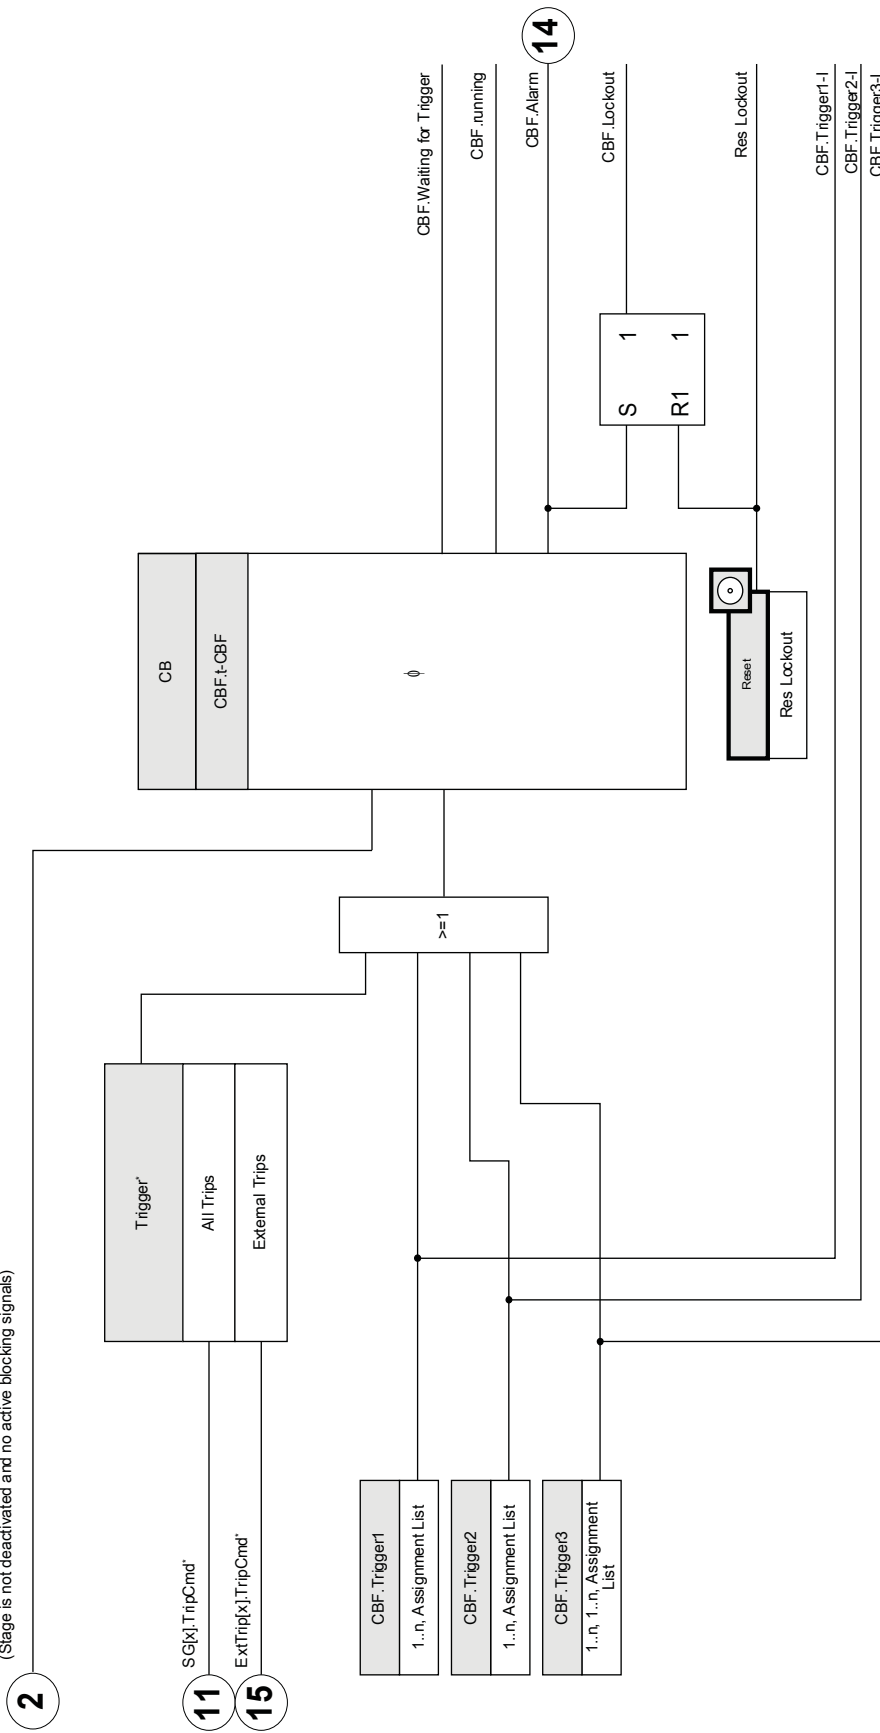 (Stage is not deactivated and no active blocking signals)
2
Trigger*
All Trips
External Trips
SG[x].TripCmd*
11
ExtTrip[x].TripCmd*
15
CBF.Trigger1
1..n, Assignment List
CBF.Trigger2
1..n, Assignment List
CBF.Trigger3
1..n, 1..n, Assignment
List
>=1
CB
CBF.t-CBF
ϕ
CBF.Waiting for Trigger
CBF.running
CBF.Alarm
14
S 1
R1 1
CBF.Lockout
Reset
Res Lockout
Res Lockout
CBF.Trigger1-I
CBF.Trigger2-I
CBF.Trigger3-I